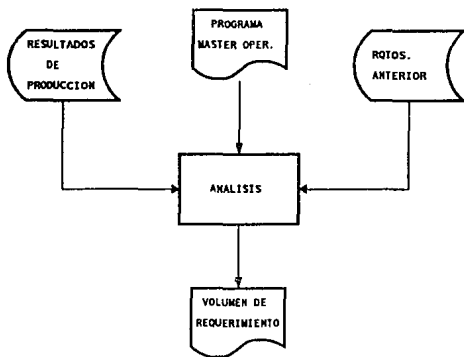 RESULTADOS
DE
PRODUCCION
PROGRAMA
MASTER OPER.
RQTOS.
ANTERIOR
ANALISIS
VOLUMEN DE
REQUERIMIENTO